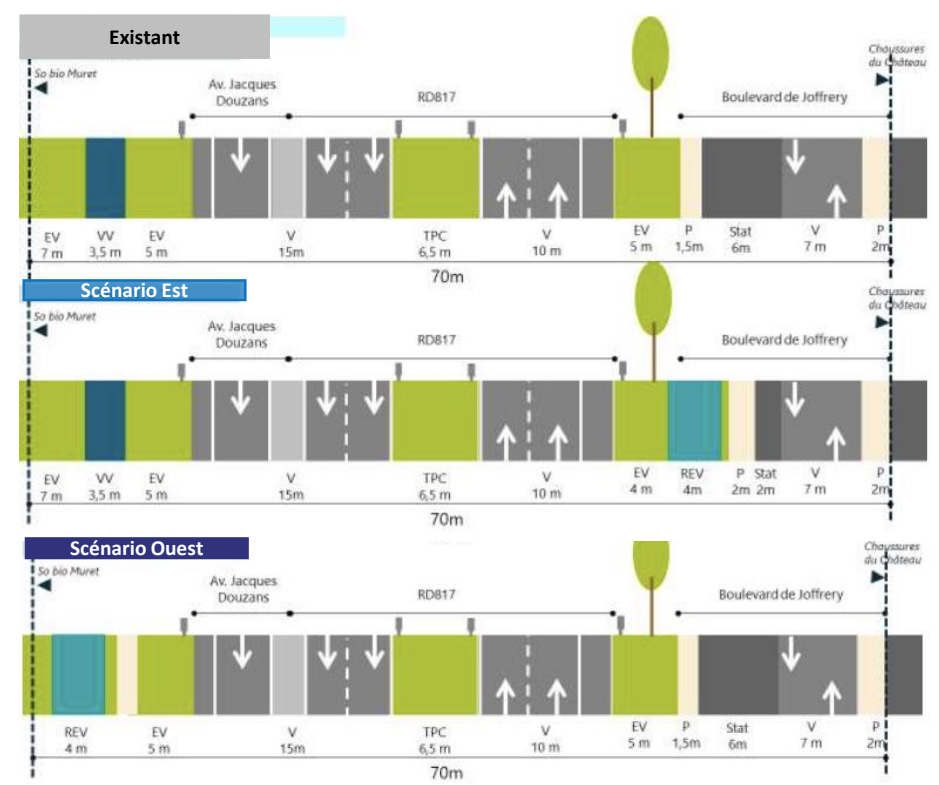 Existant
So bio Muret
Av. Jacques
Douzans
RD817
Boulevard de Joffrery
Chaussures
du Château
EV
7 m
VV
3,5 m
EV
5 m
V
15m
TPC
6,5 m
V
10 m
EV
5 m
P
1,5m
Stat
6m
V
7 m
P
2m
70m
Scénario Est
So bio Muret
Av. Jacques
Douzans
RD817
Boulevard de Joffrery
Chaussures
du Château
EV
7 m
VV
3,5 m
EV
5 m
V
15m
TPC
6,5 m
V
10 m
EV
4 m
REV
4m
P
2m
Stat
2m
V
7 m
P
2m
70m
Scénario Ouest
So bio Muret
Av. Jacques
Douzans
RD817
Boulevard de Joffrery
Chaussures
du Château
REV
4 m
EV
5 m
V
15m
TPC
6,5 m
V
10 m
EV
5 m
P
1,5m
Stat
6m
V
7 m
P
2m
70m